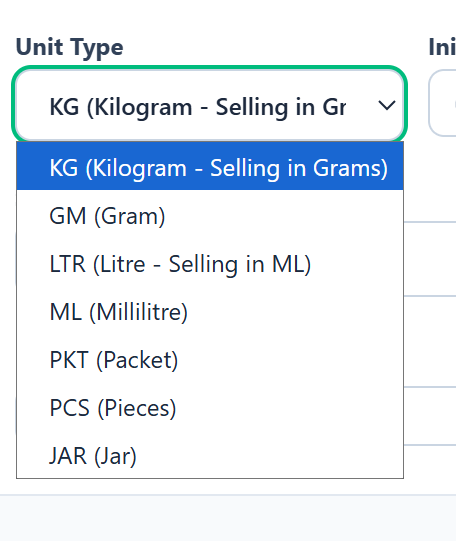 Unit Type
Ini
KG (Kilogram - Selling in Gr
KG (Kilogram - Selling in Grams)
GM (Gram)
LTR (Litre - Selling in ML)
ML (Millilitre)
PKT (Packet)
PCS (Pieces)
JAR (Jar)